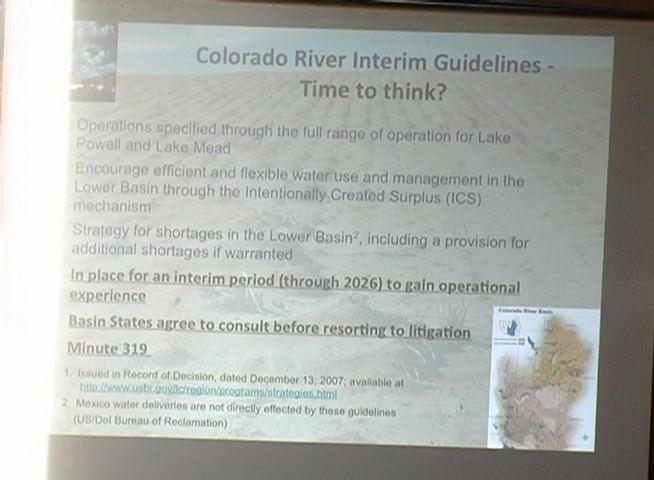 Colorado River Interim Guidelines -
Time to think?
Operations specified through the full range of operation for Lake
Powell and Lake Mead
Encourage efficient and flexible water use and management in the
Lower Basin through the Intentionally Created Surplus (ICS)
mechanism
Strategy for shortages in the Lower Basin², including a provision for
additional shortages if warranted
In place for an interim period (through 2026) to gain operational
experience
Basin States agree to consult before resorting to litigation
Minute 319
1. Issued in Record of Decision, dated December 13, 2007; available at
http://www.usbr.gov/lc/region/programs/strategies.html
2. Mexico water deliveries are not directly effected by these guidelines
(US/DoI Bureau of Reclamation)
Colorado River Basin